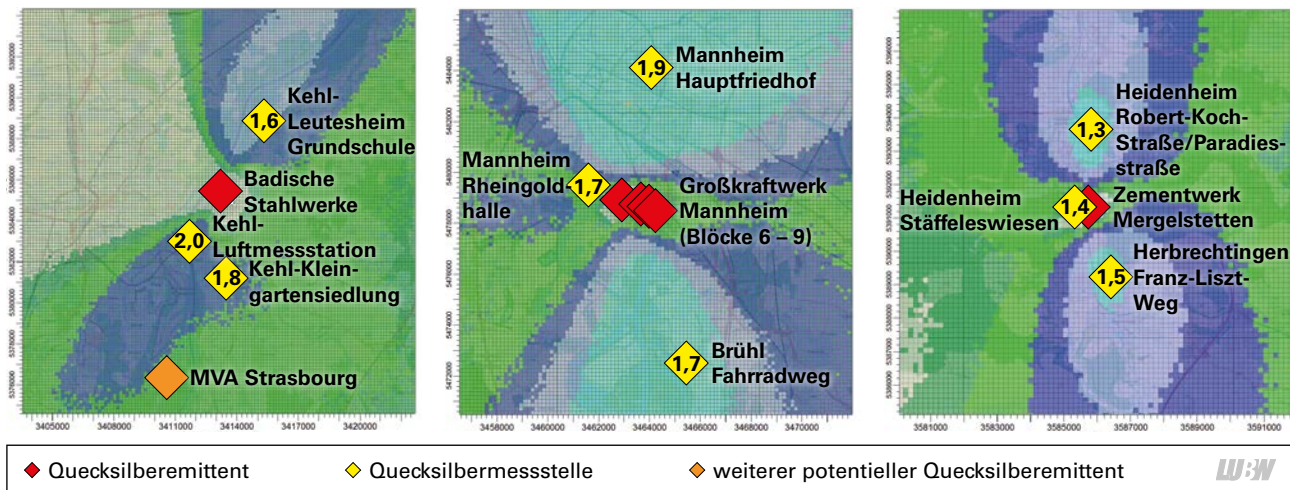 1,6
Kehl-
Leutesheim
Grundschule
Badische
Stahlwerke
2,0
Kehl-
Luftmessstation
1,8
Kehl-Klein-
gartensiedlung
MVA Strasbourg
3405000
3408000
3411000
3414000
3417000
3420000
1,9
Mannheim
Hauptfriedhof
Mannheim
Rheingold-
halle
1,7
Großkraftwerk
Mannheim
(Blöcke 6 – 9)
1,7
Brühl
Fahrradweg
3458000
3460000
3462000
3464000
3466000
3470000
1,3
Heidenheim
Robert-Koch-
Straße/Paradies-
straße
Heidenheim
Stäffeleswiesen
1,4
Zementwerk
Mergelstetten
1,5
Herbrechtingen
Franz-Liszt-
Weg
3581000
3583000
3585000
3587000
3589000
3591000
Quecksilberemittent
Quecksilbermessstelle
weiterer potentieller Quecksilberemittent
LUBW